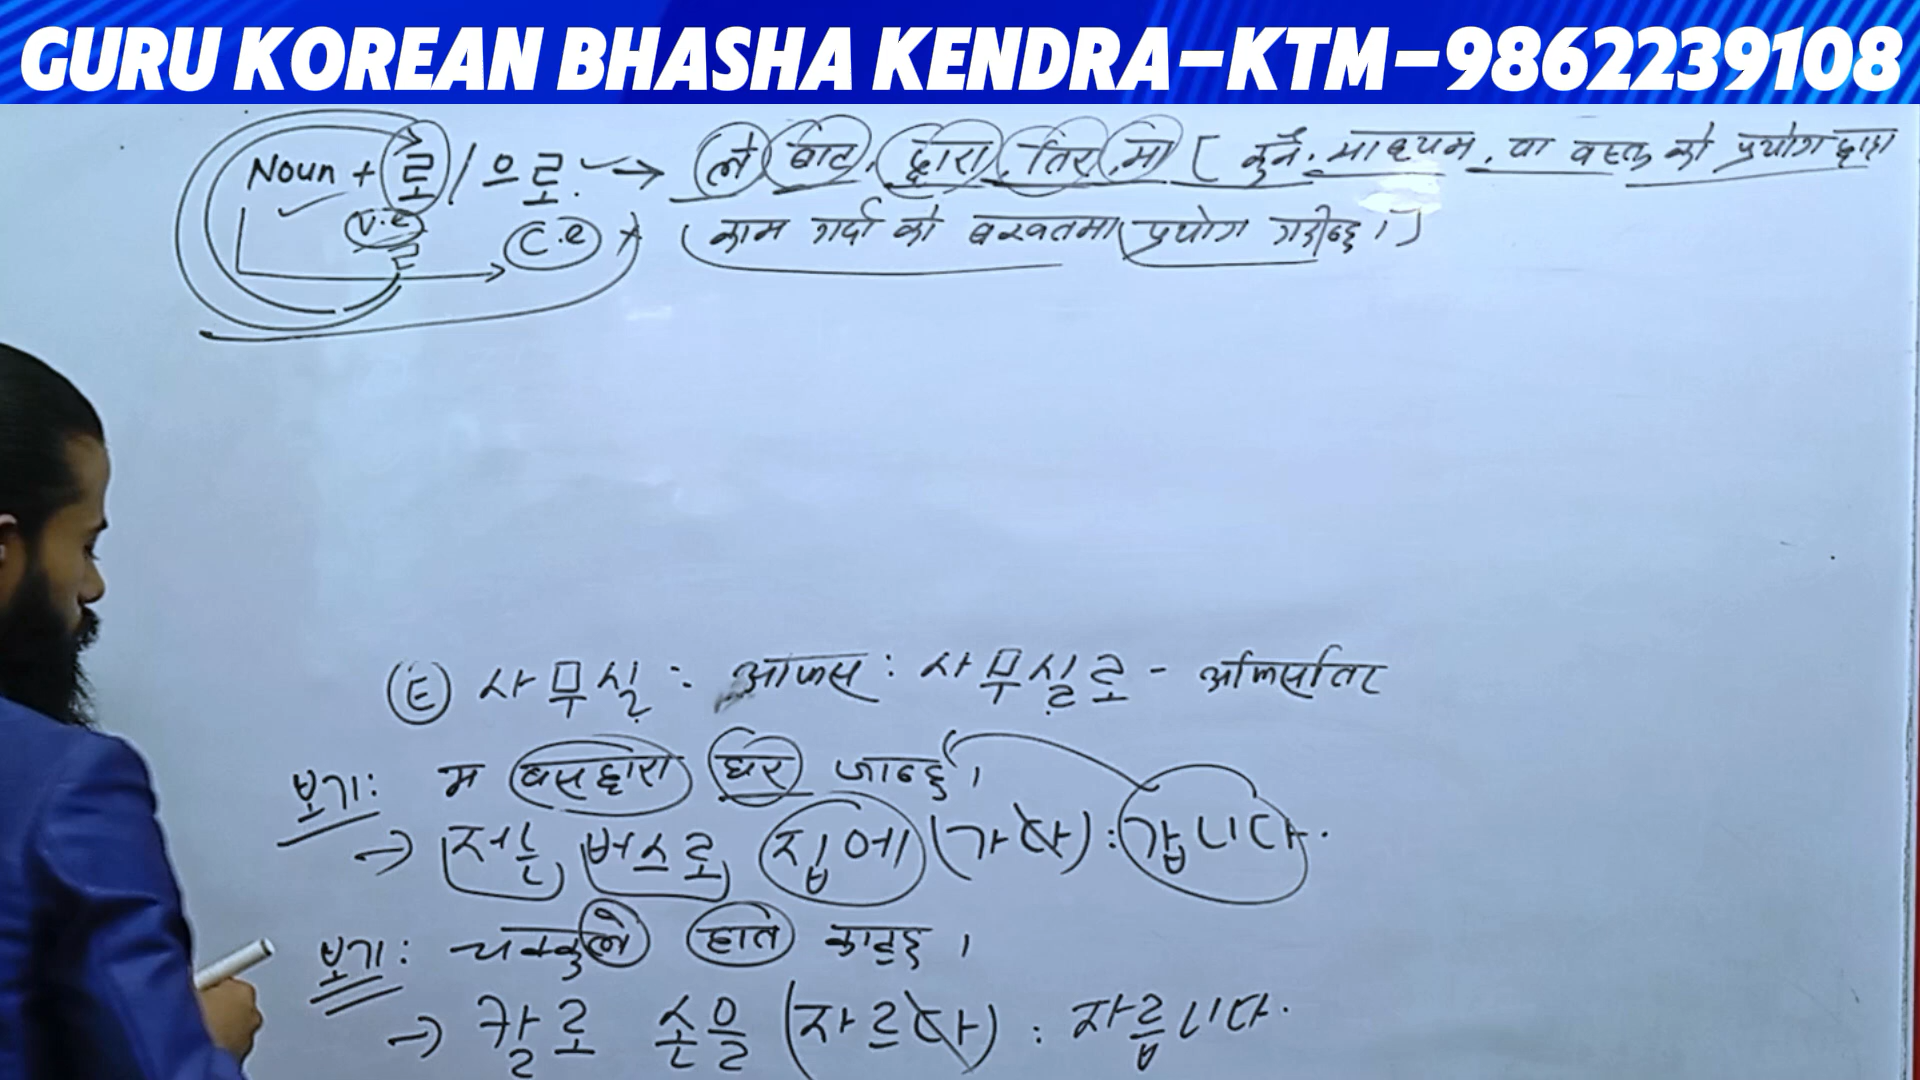 GURU KOREAN BHASHA KENDRA-KTM-9862239108
Noun + 로/으로. → ले बाट, द्वारा, तिर, मा [ कुनै, माध्यम, या वस्तु को प्रयोग द्वारा
V.e C.e ( काम गर्दा को बखतमा प्रयोग गरीन्छ।]
E 사무실 : आफिस : 사무실로 - अफिसतिर
보기: म बसद्वारा घर जान्छु।
→ 저는 버스로 집에 (가다) : 갑니다.
보기: चक्कुले हात काट्छ।
→ 칼로 손을 (자르다) : 자릅니다.